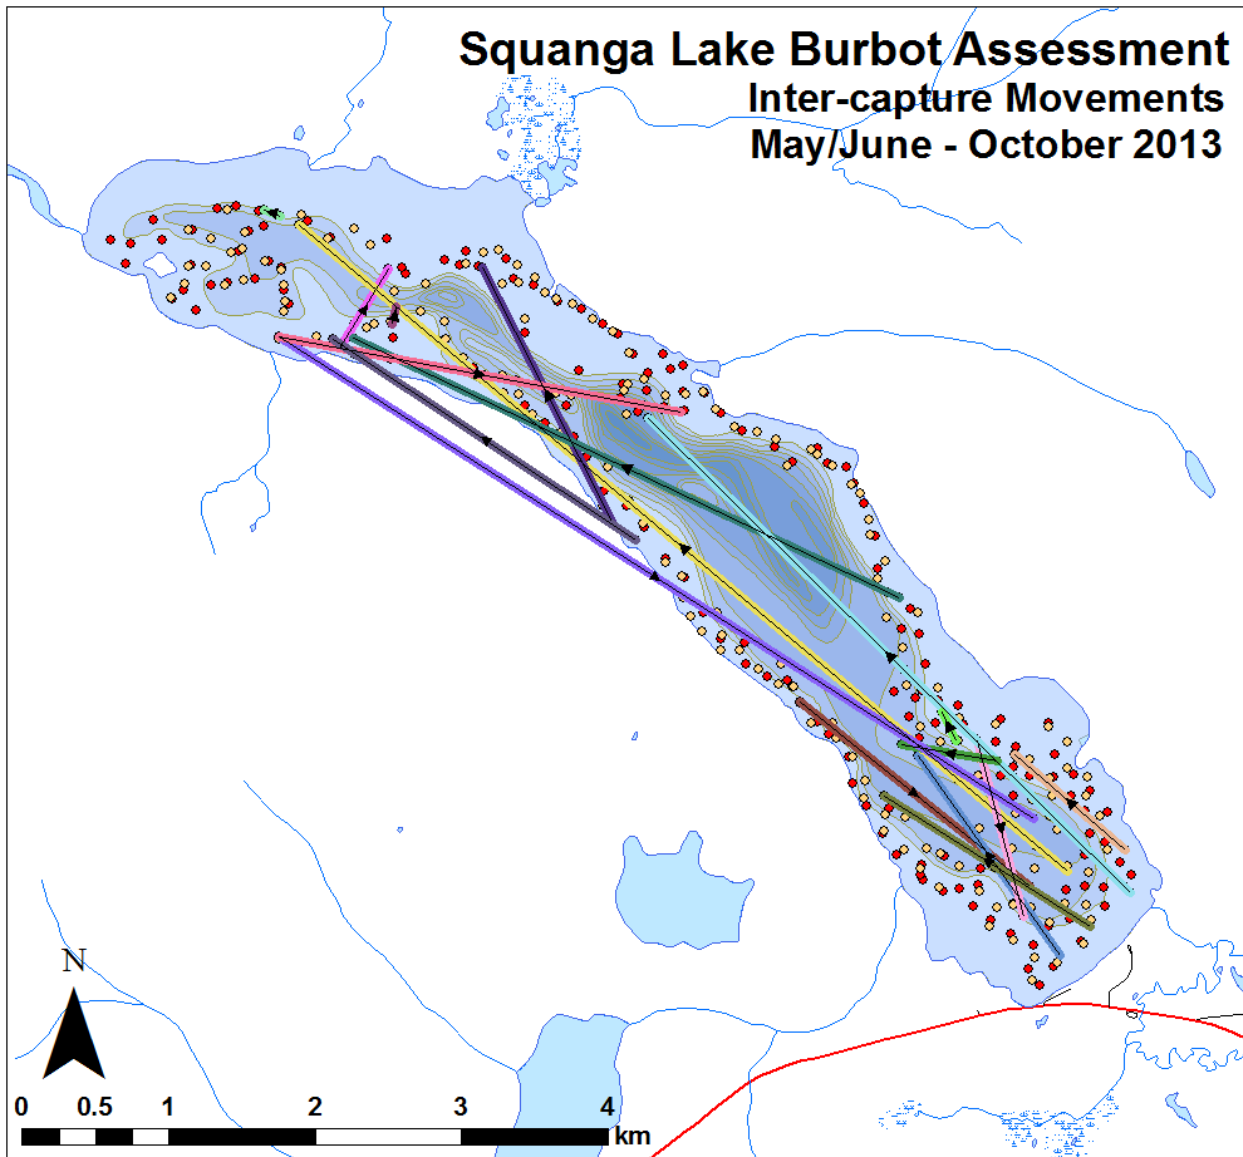 Squanga Lake Burbot Assessment
Inter-capture Movements
May/June - October 2013
N
0 0.5 1 2 3 4
km